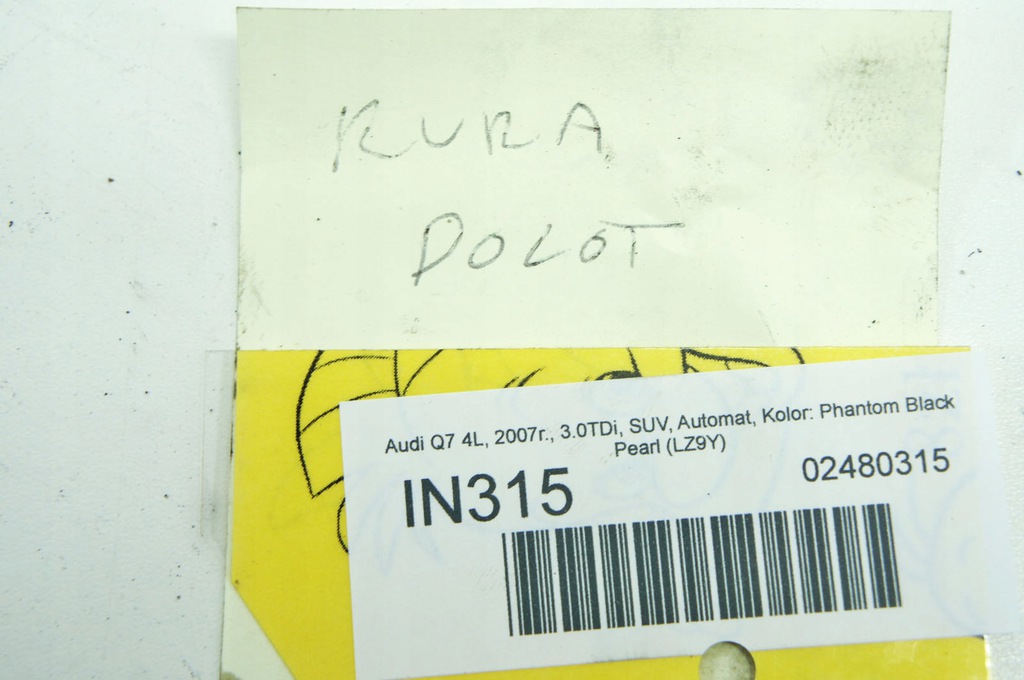 RURA
DOLOT
Audi Q7 4L, 2007r., 3.0TDi, SUV, Automat, Kolor: Phantom Black
Pearl (LZ9Y)
IN315
02480315